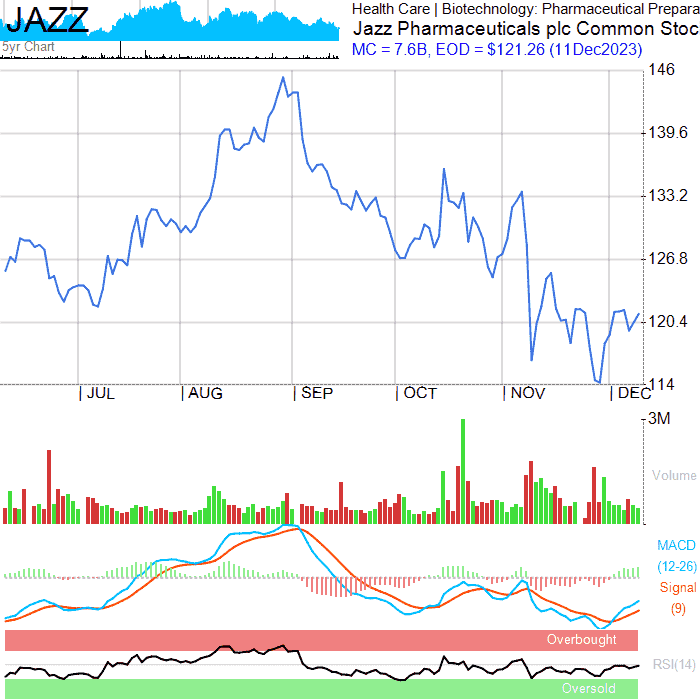 JAZZ
5yr Chart
Health Care | Biotechnology: Pharmaceutical Prepara
Jazz Pharmaceuticals plc Common Stoc
MC = 7.6B, EOD = $121.26 (11Dec2023)
146
139.6
133.2
126.8
120.4
114
| JUL | AUG | SEP | OCT | NOV | DEC
3M
Volume
MACD
(12-26)
Signal
(9)
Overbought
RSI(14)
Oversold